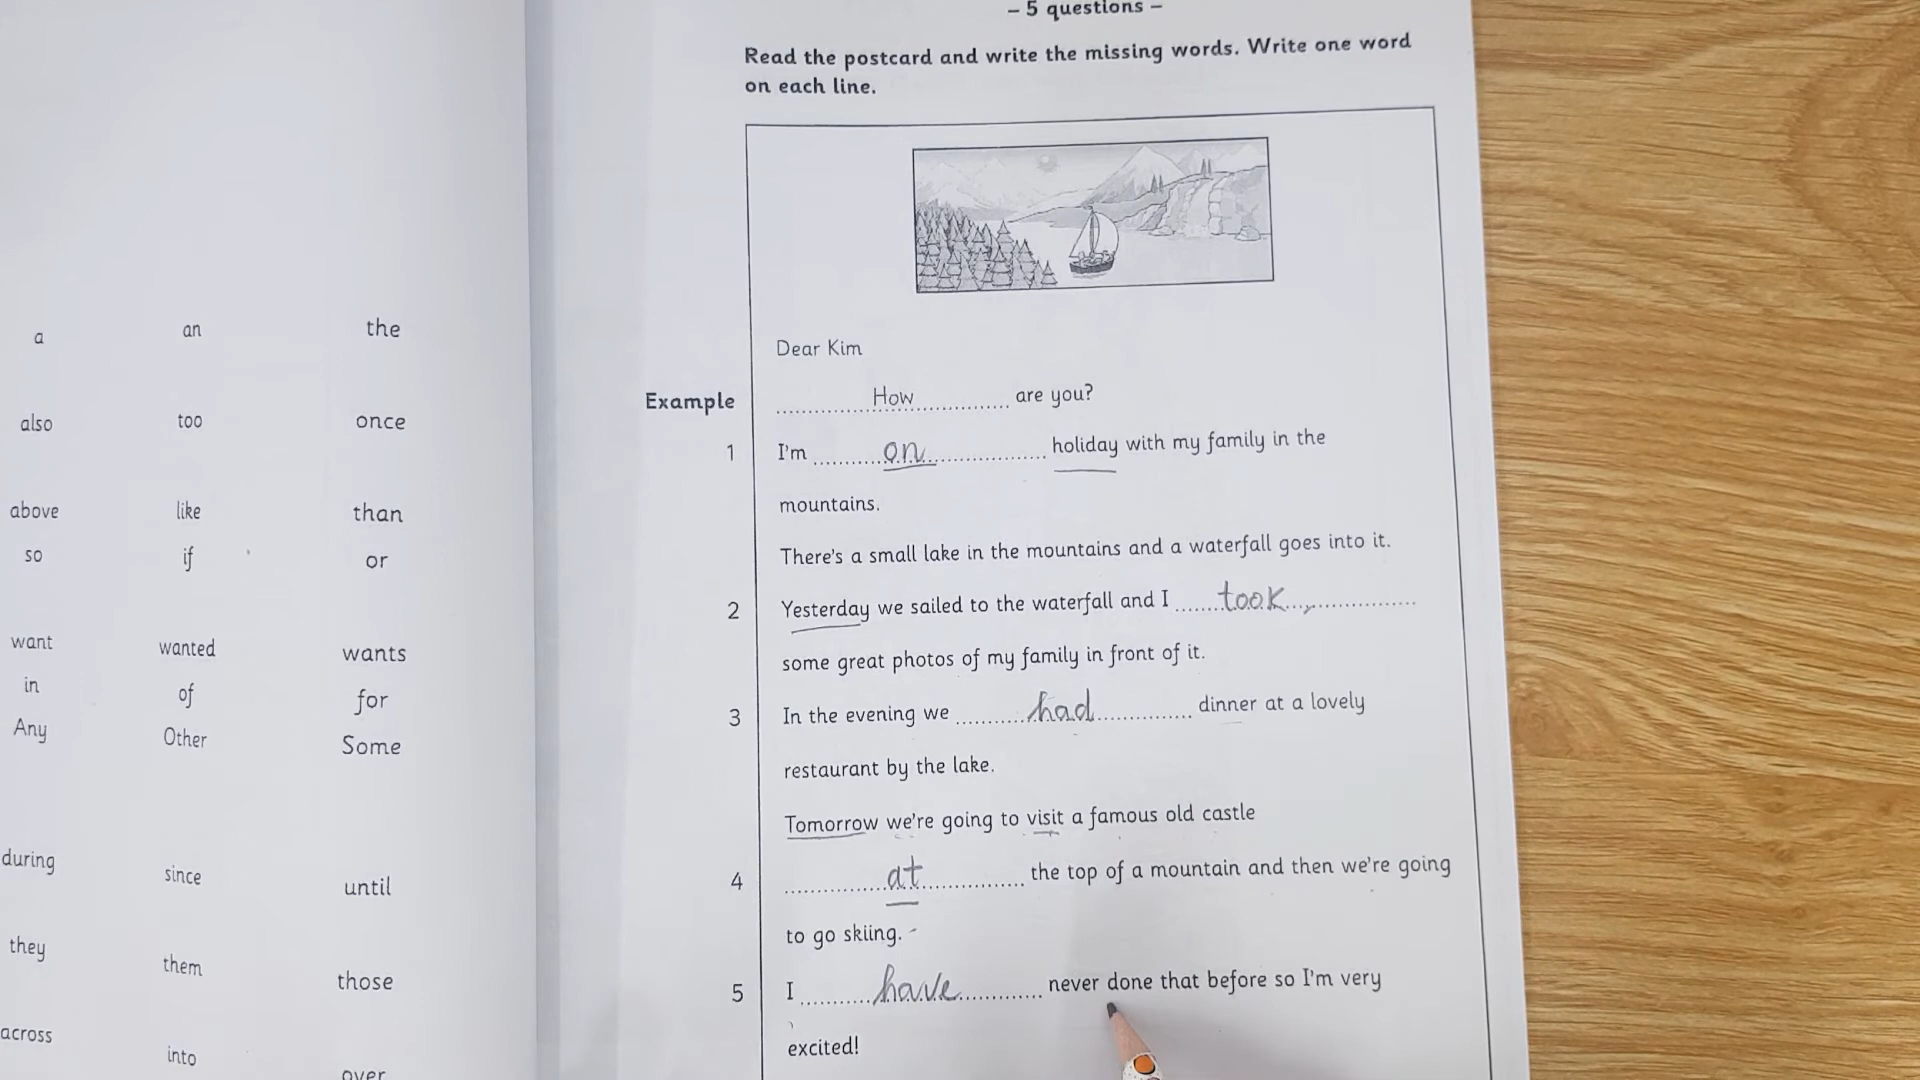 a an the
also too once
above like than
so if or
want wanted wants
in of for
Any Other Some
during since until
they them those
across into over
– 5 questions –
Read the postcard and write the missing words. Write one word
on each line.
Dear Kim
Example How are you?
1 I'm on holiday with my family in the
mountains.
There's a small lake in the mountains and a waterfall goes into it.
2 Yesterday we sailed to the waterfall and I took
some great photos of my family in front of it.
3 In the evening we had dinner at a lovely
restaurant by the lake.
Tomorrow we're going to visit a famous old castle
4 at the top of a mountain and then we're going
to go skiing.
5 I have never done that before so I'm very
excited!